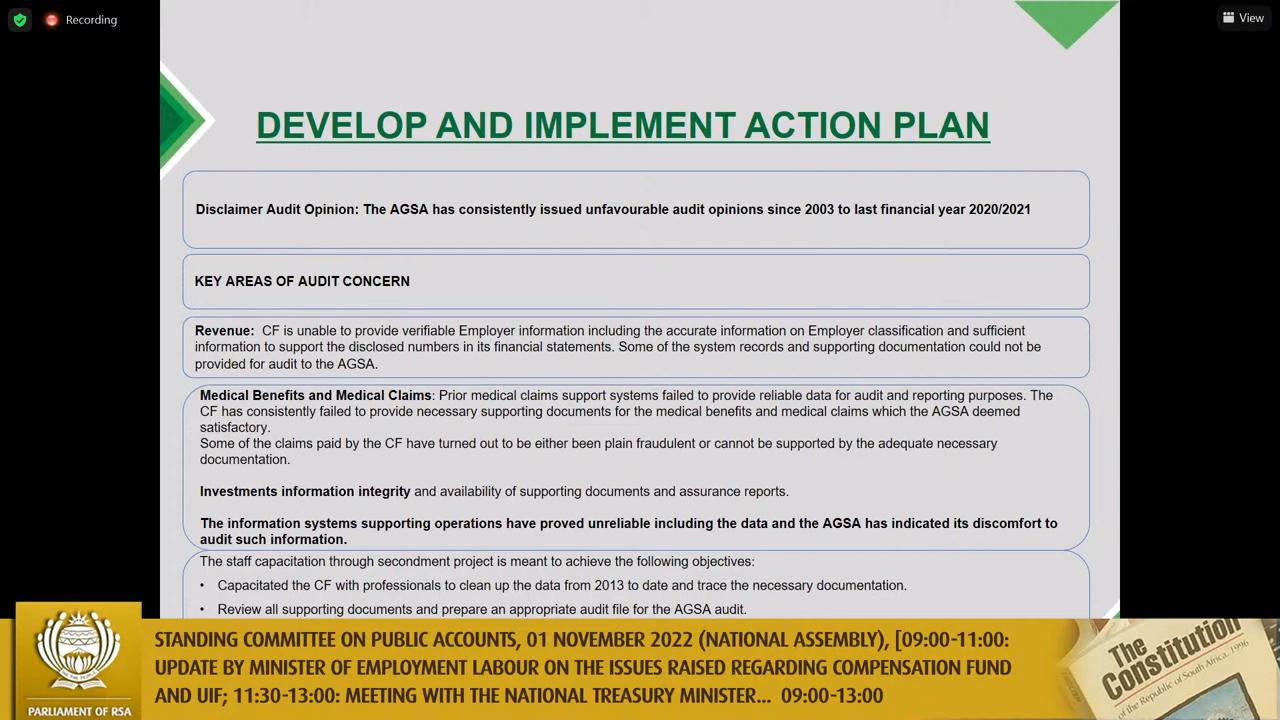 Recording
View
DEVELOP AND IMPLEMENT ACTION PLAN
Disclaimer Audit Opinion: The AGSA has consistently issued unfavourable audit opinions since 2003 to last financial year 2020/2021
KEY AREAS OF AUDIT CONCERN
Revenue: CF is unable to provide verifiable Employer information including the accurate information on Employer classification and sufficient
information to support the disclosed numbers in its financial statements. Some of the system records and supporting documentation could not be
provided for audit to the AGSA.
Medical Benefits and Medical Claims: Prior medical claims support systems failed to provide reliable data for audit and reporting purposes. The
CF has consistently failed to provide necessary supporting documents for the medical benefits and medical claims which the AGSA deemed
satisfactory.
Some of the claims paid by the CF have turned out to be either been plain fraudulent or cannot be supported by the adequate necessary
documentation.
Investments information integrity and availability of supporting documents and assurance reports.
The information systems supporting operations have proved unreliable including the data and the AGSA has indicated its discomfort to
audit such information.
The staff capacitation through secondment project is meant to achieve the following objectives:
• Capacitated the CF with professionals to clean up the data from 2013 to date and trace the necessary documentation.
• Review all supporting documents and prepare an appropriate audit file for the AGSA audit.
STANDING COMMITTEE ON PUBLIC ACCOUNTS, 01 NOVEMBER 2022 (NATIONAL ASSEMBLY), [09:00-11:00:
UPDATE BY MINISTER OF EMPLOYMENT LABOUR ON THE ISSUES RAISED REGARDING COMPENSATION FUND
AND UIF; 11:30-13:00: MEETING WITH THE NATIONAL TREASURY MINISTER... 09:00-13:00
PARLIAMENT OF RSA
The
Constitution
of the Republic of South Africa, 1996